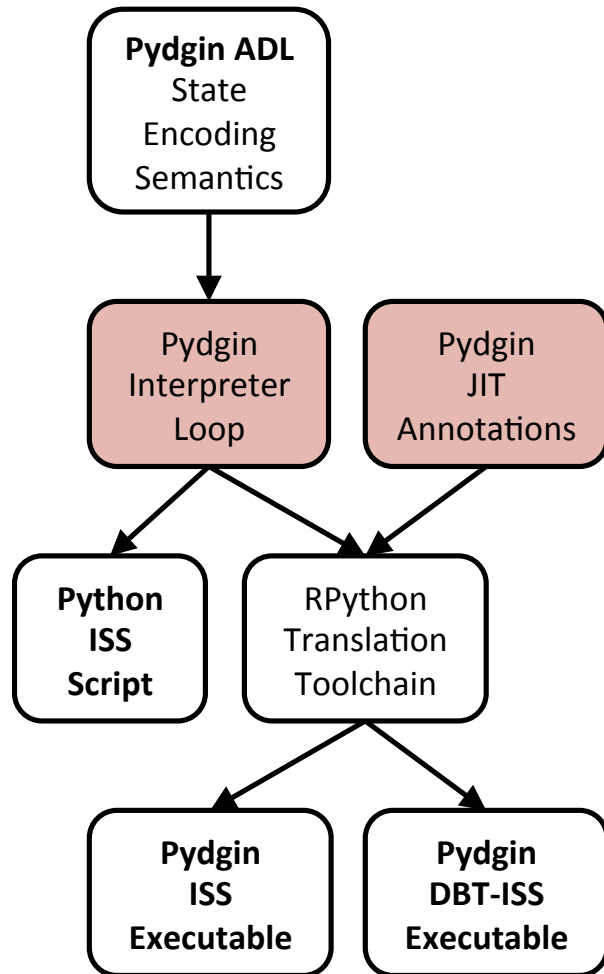 Pydgin ADL
State
Encoding
Semantics
Pydgin
Interpreter
Loop
Pydgin
JIT
Annotations
Python
ISS
Script
RPython
Translation
Toolchain
Pydgin
ISS
Executable
Pydgin
DBT-ISS
Executable